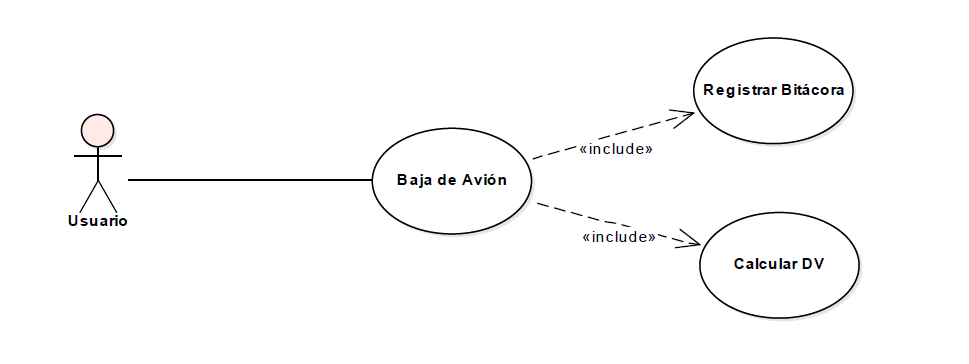 Registrar Bitácora
«include»
Baja de Avión
Usuario
«include»
Calcular DV